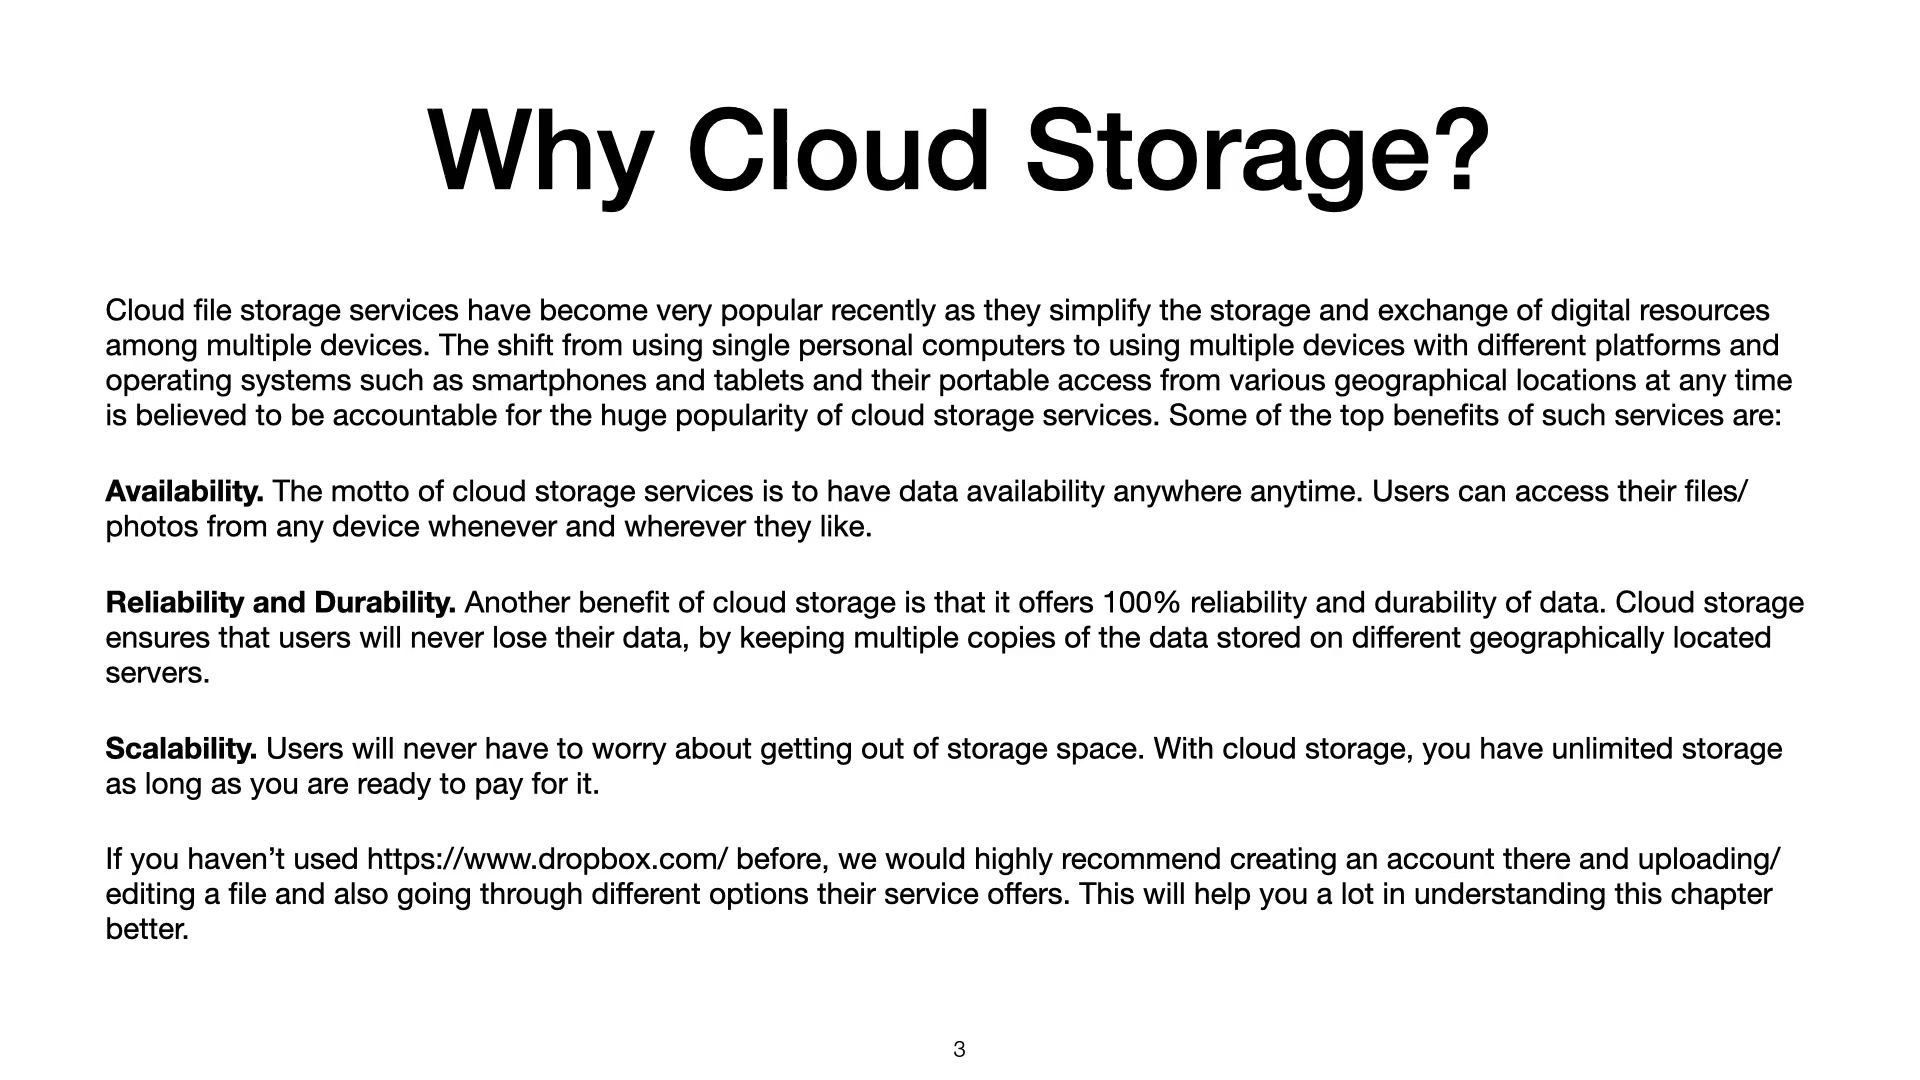 Why Cloud Storage?
Cloud file storage services have become very popular recently as they simplify the storage and exchange of digital resources
among multiple devices. The shift from using single personal computers to using multiple devices with different platforms and
operating systems such as smartphones and tablets and their portable access from various geographical locations at any time
is believed to be accountable for the huge popularity of cloud storage services. Some of the top benefits of such services are:
Availability. The motto of cloud storage services is to have data availability anywhere anytime. Users can access their files/
photos from any device whenever and wherever they like.
Reliability and Durability. Another benefit of cloud storage is that it offers 100% reliability and durability of data. Cloud storage
ensures that users will never lose their data, by keeping multiple copies of the data stored on different geographically located
servers.
Scalability. Users will never have to worry about getting out of storage space. With cloud storage, you have unlimited storage
as long as you are ready to pay for it.
If you haven’t used https://www.dropbox.com/ before, we would highly recommend creating an account there and uploading/
editing a file and also going through different options their service offers. This will help you a lot in understanding this chapter
better.
3